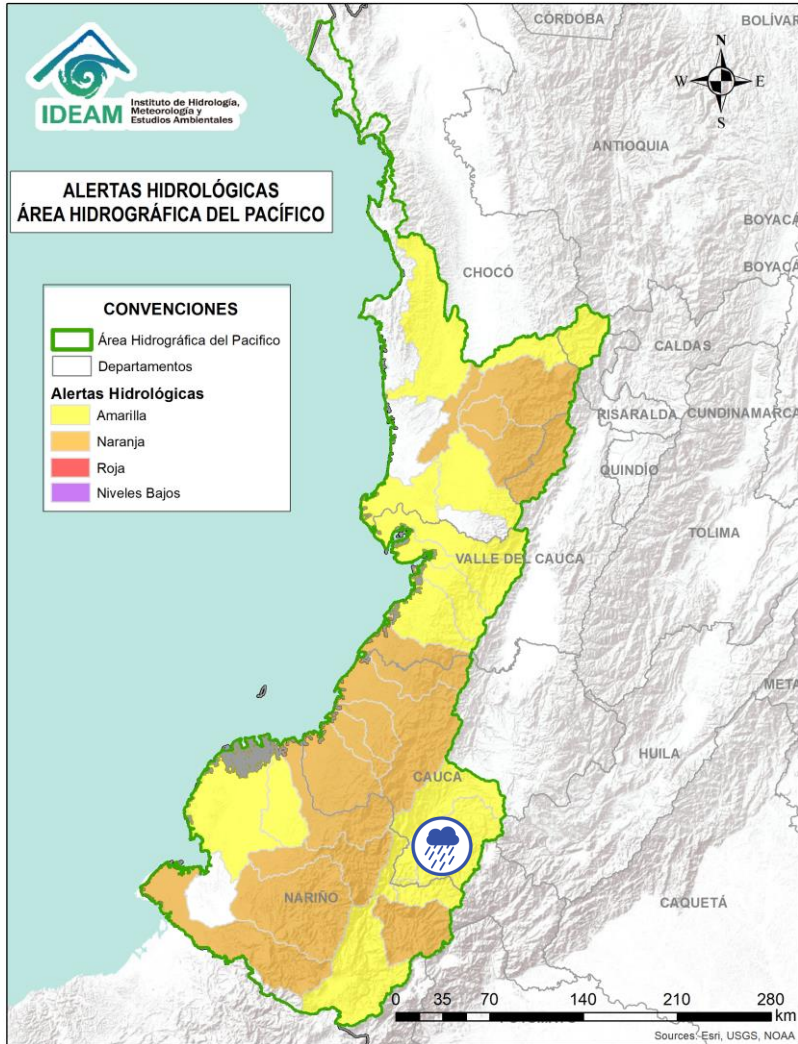 CÓRDOBA
BOLÍVAR
IDEAM
Instituto de Hidrología,
Meteorología y
Estudios Ambientales
N
W
E
S
ANTIOQUIA
ALERTAS HIDROLÓGICAS
ÁREA HIDROGRÁFICA DEL PACÍFICO
BOYACÁ
BOYACÁ
CHOCÓ
CONVENCIONES
Área Hidrográfica del Pacifico
Departamentos
Alertas Hidrológicas
Amarilla
Naranja
Roja
Niveles Bajos
CALDAS
RISARALDA
CUNDINAMARCA
QUINDÍO
TOLIMA
VALLE DEL CAUCA
META
HUILA
CAUCA
NARIÑO
CAQUETÁ
0 35 70 140 210 280
km
Sources: Esri, USGS, NOAA